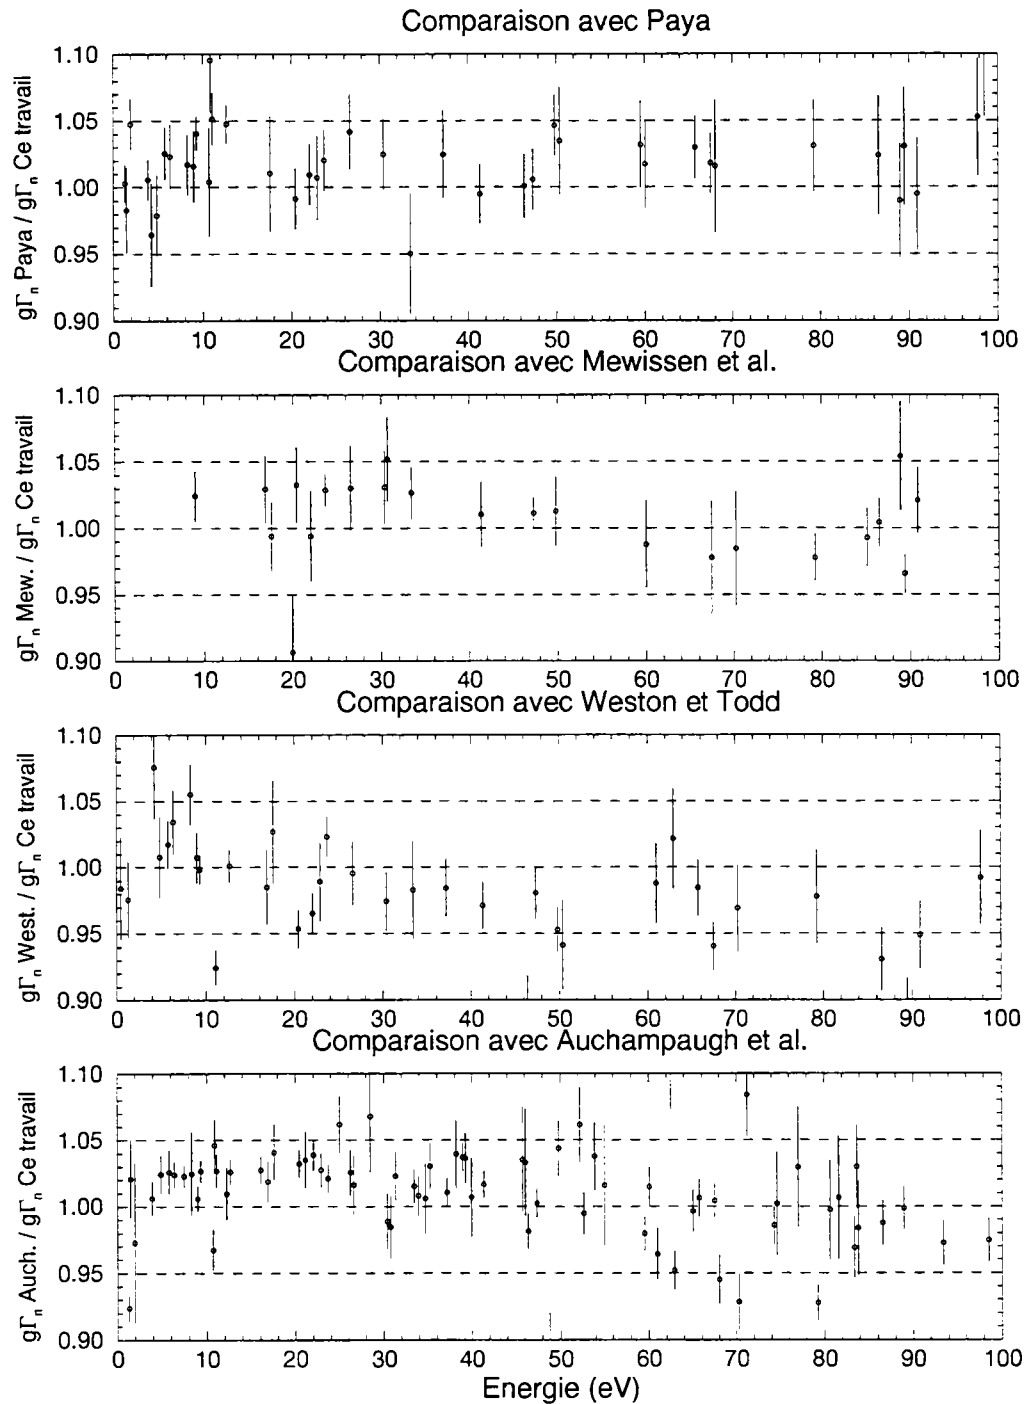 Comparaison avec Paya
1.10
1.05
1.00
0.95
0.90
gΓn Paya / gΓn Ce travail
0 10 20 30 40 50 60 70 80 90 100
Comparaison avec Mewissen et al.
1.10
1.05
1.00
0.95
0.90
gΓn Mew. / gΓn Ce travail
0 10 20 30 40 50 60 70 80 90 100
Comparaison avec Weston et Todd
1.10
1.05
1.00
0.95
0.90
gΓn West. / gΓn Ce travail
0 10 20 30 40 50 60 70 80 90 100
Comparaison avec Auchampaugh et al.
1.10
1.05
1.00
0.95
0.90
gΓn Auch. / gΓn Ce travail
0 10 20 30 40 50 60 70 80 90 100
Energie (eV)